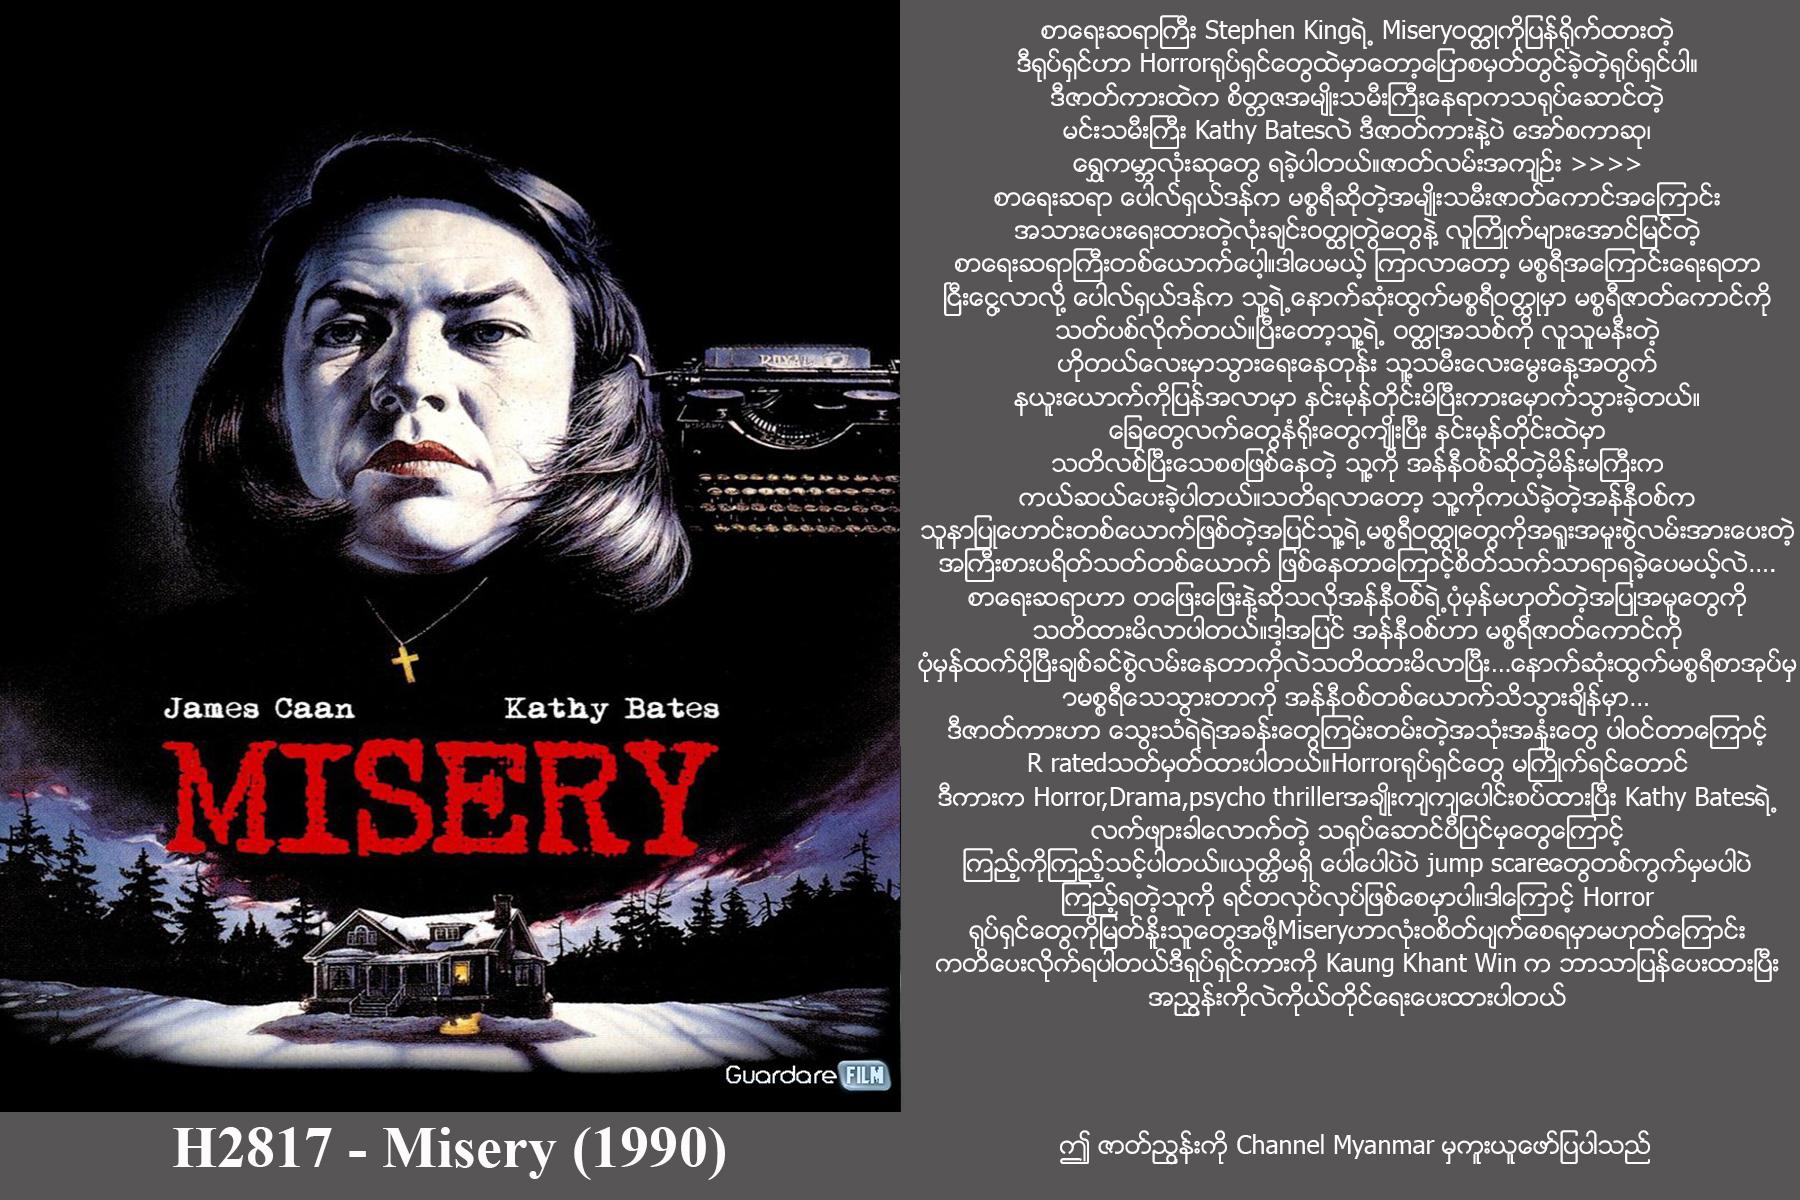 ROYAL
James Caan Kathy Bates
MISERY
Guardare FILM
H2817 - Misery (1990)
စာရေးဆရာကြီး Stephen Kingရဲ့ Miseryဝတ္ထုကိုပြန်ရိုက်ထားတဲ့
ဒီရုပ်ရှင်ဟာ Horrorရုပ်ရှင်တွေထဲမှာတော့ပြောစမှတ်တွင်ခဲ့တဲ့ရုပ်ရှင်ပါ။
ဒီဇာတ်ကားထဲက စိတ္တဇအမျိုးသမီးကြီးနေရာကသရုပ်ဆောင်တဲ့
မင်းသမီးကြီး Kathy Batesလဲ ဒီဇာတ်ကားနဲ့ပဲ အော်စကာဆု၊
ရွှေကမ္ဘာလုံးဆုတွေ ရခဲ့ပါတယ်။ဇာတ်လမ်းအကျဉ်း >>>>
စာရေးဆရာ ပေါလ်ရှယ်ဒန်က မစ္စရီဆိုတဲ့အမျိုးသမီးဇာတ်ကောင်အကြောင်း
အသားပေးရေးထားတဲ့လုံးချင်းဝတ္ထုတွဲတွေနဲ့ လူကြိုက်များအောင်မြင်တဲ့
စာရေးဆရာကြီးတစ်ယောက်ပေါ့။ဒါပေမယ့် ကြာလာတော့ မစ္စရီအကြောင်းရေးရတာ
ငြီးငွေ့လာလို့ ပေါလ်ရှယ်ဒန်က သူ့ရဲ့နောက်ဆုံးထွက်မစ္စရီဝတ္ထုမှာ မစ္စရီဇာတ်ကောင်ကို
သတ်ပစ်လိုက်တယ်။ပြီးတော့သူ့ရဲ့ ဝတ္ထုအသစ်ကို လူသူမနီးတဲ့
ဟိုတယ်လေးမှာသွားရေးနေတုန်း သူ့သမီးလေးမွေးနေ့အတွက်
နယူးယောက်ကိုပြန်အလာမှာ နှင်းမုန်တိုင်းမိပြီးကားမှောက်သွားခဲ့တယ်။
ခြေတွေလက်တွေနံရိုးတွေကျိုးပြီး နှင်းမုန်တိုင်းထဲမှာ
သတိလစ်ပြီးသေစစဖြစ်နေတဲ့ သူ့ကို အန်နီဝစ်ဆိုတဲ့မိန်းမကြီးက
ကယ်ဆယ်ပေးခဲ့ပါတယ်။သတိရလာတော့ သူ့ကိုကယ်ခဲ့တဲ့အန်နီဝစ်က
သူနာပြုဟောင်းတစ်ယောက်ဖြစ်တဲ့အပြင်သူ့ရဲ့မစ္စရီဝတ္ထုတွေကိုအရူးအမူးစွဲလမ်းအားပေးတဲ့
အကြီးစားပရိတ်သတ်တစ်ယောက် ဖြစ်နေတာကြောင့်စိတ်သက်သာရာရခဲ့ပေမယ့်လဲ....
စာရေးဆရာဟာ တဖြေးဖြေးနဲ့ဆိုသလိုအန်နီဝစ်ရဲ့ပုံမှန်မဟုတ်တဲ့အပြုအမူတွေကို
သတိထားမိလာပါတယ်။ဒါ့အပြင် အန်နီဝစ်ဟာ မစ္စရီဇာတ်ကောင်ကို
ပုံမှန်ထက်ပိုပြီးချစ်ခင်စွဲလမ်းနေတာကိုလဲသတိထားမိလာပြီး...နောက်ဆုံးထွက်မစ္စရီစာအုပ်မှ
ာမစ္စရီသေသွားတာကို အန်နီဝစ်တစ်ယောက်သိသွားချိန်မှာ...
ဒီဇာတ်ကားဟာ သွေးသံရဲရဲအခန်းတွေကြမ်းတမ်းတဲ့အသုံးအနှုံးတွေ ပါဝင်တာကြောင့်
R ratedသတ်မှတ်ထားပါတယ်။Horrorရုပ်ရှင်တွေ မကြိုက်ရင်တောင်
ဒီကားက Horror,Drama,psycho thrillerအချိုးကျကျပေါင်းစပ်ထားပြီး Kathy Batesရဲ့
လက်ဖျားခါလောက်တဲ့ သရုပ်ဆောင်ပီပြင်မှုတွေကြောင့်
ကြည့်ကိုကြည့်သင့်ပါတယ်။ယုတ္တိမရှိ ပေါပေါပဲပဲ jump scareတွေတစ်ကွက်မှမပါပဲ
ကြည့်ရတဲ့သူကို ရင်တလှပ်လှပ်ဖြစ်စေမှာပါ။ဒါကြောင့် Horror
ရုပ်ရှင်တွေကိုမြတ်နိူးသူတွေအဖို့Miseryဟာလုံးဝစိတ်ပျက်စေရမှာမဟုတ်ကြောင်း
ကတိပေးလိုက်ရပါတယ်ဒီရုပ်ရှင်ကားကို Kaung Khant Win က ဘာသာပြန်ပေးထားပြီး
အညွှန်းကိုလဲကိုယ်တိုင်ရေးပေးထားပါတယ်
ဤ ဇာတ်ညွှန်းကို Channel Myanmar မှကူးယူဖော်ပြပါသည်